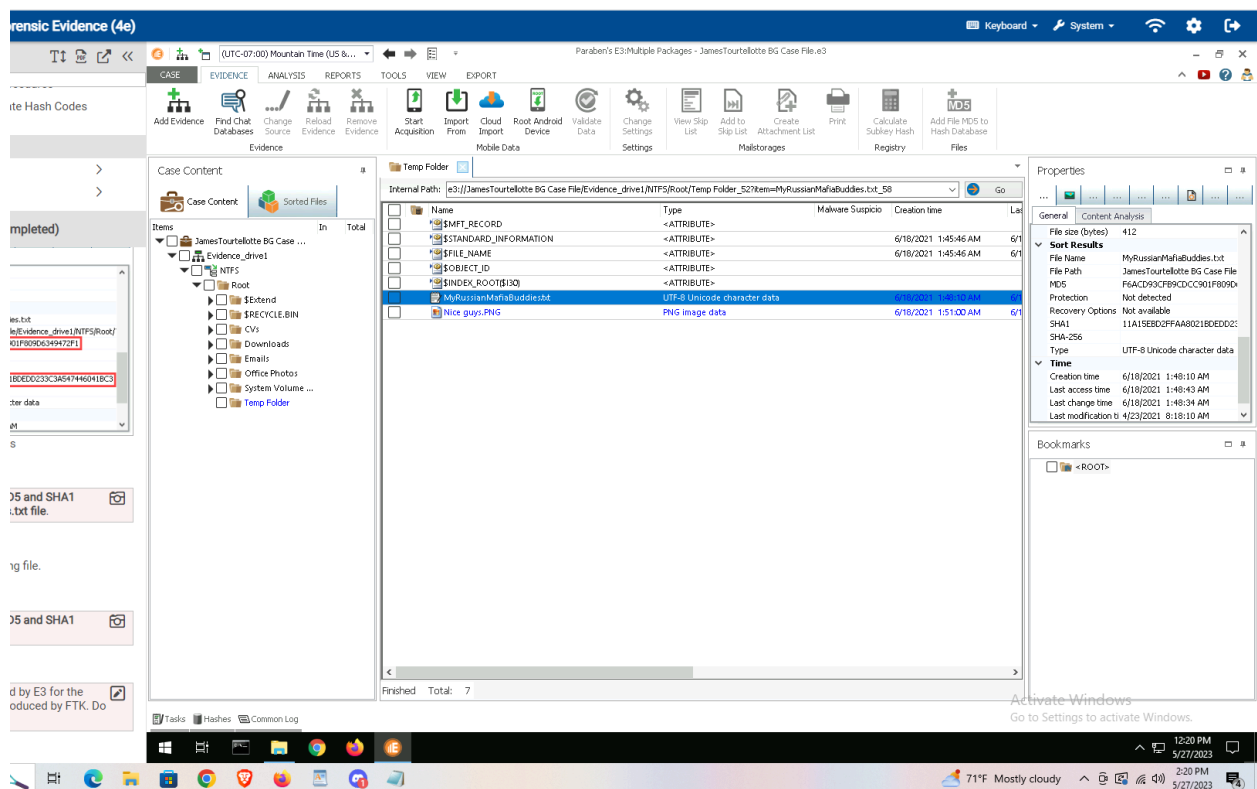 rensic Evidence (4e)
Keyboard
System
(UTC-07:00) Mountain Time (US &...
Paraben's E3:Multiple Packages - JamesTourtellotte BG Case File.e3
CASE EVIDENCE ANALYSIS REPORTS TOOLS VIEW EXPORT
Add Evidence
Find Chat Databases
Change Source
Reload Evidence
Remove Evidence
Start Acquisition
Import From
Cloud Import
Root Android Device
Validate Data
Change Settings
View Skip List
Add to Skip List
Create Attachment List
Print
Calculate Subkey Hash
MD5
Add File MD5 to Hash Database
Evidence
Mobile Data
Settings
Mailstorages
Registry
Files
ate Hash Codes
mpleted)
ies.txt
le/Evidence_drive1/NTFS/Root/
01F809D6349472F1
1BDEDD233C3A547446041BC3
cter data
AM
s
D5 and SHA1
s.txt file.
ng file.
D5 and SHA1
d by E3 for the
oduced by FTK. Do
Case Content
Case Content
Sorted Files
Items In Total
JamesTourtellotte BG Case ...
Evidence_drive1
NTFS
Root
$Extend
$RECYCLE.BIN
CVs
Downloads
Emails
Office Photos
System Volume ...
Temp Folder
Tasks Hashes Common Log
Temp Folder
Internal Path: e3://JamesTourtellotte BG Case File/Evidence_drive1/NTFS/Root/Temp Folder_52?item=MyRussianMafiaBuddies.txt_58 Go
Name Type Malware Suspicio Creation time Las
$MFT_RECORD <ATTRIBUTE>
$STANDARD_INFORMATION <ATTRIBUTE> 6/18/2021 1:45:46 AM 6/1
$FILE_NAME <ATTRIBUTE> 6/18/2021 1:45:46 AM 6/1
$OBJECT_ID <ATTRIBUTE>
$INDEX_ROOT($I30) <ATTRIBUTE>
MyRussianMafiaBuddies.txt UTF-8 Unicode character data 6/18/2021 1:48:10 AM 6/1
Nice guys.PNG PNG image data 6/18/2021 1:51:00 AM 6/1
Finished Total: 7
Properties
General Content Analysis
File size (bytes) 412
Sort Results
File Name MyRussianMafiaBuddies.txt
File Path JamesTourtellotte BG Case File
MD5 F6ACD93CFB9CDCC901F809D
Protection Not detected
Recovery Options Not available
SHA1 11A15EBD2FFAA8021BDEDD23
SHA-256
Type UTF-8 Unicode character data
Time
Creation time 6/18/2021 1:48:10 AM
Last access time 6/18/2021 1:48:43 AM
Last change time 6/18/2021 1:48:34 AM
Last modification ti 4/23/2021 8:18:10 AM
Bookmarks
<ROOT>
Activate Windows
Go to Settings to activate Windows.
12:20 PM
5/27/2023
71°F Mostly cloudy
2:20 PM
5/27/2023